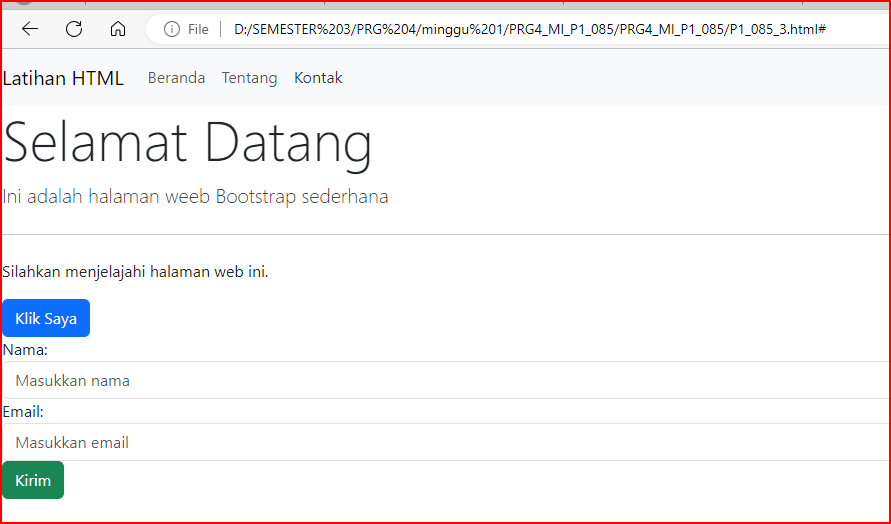 File D:/SEMESTER%203/PRG%204/minggu%201/PRG4_MI_P1_085/PRG4_MI_P1_085/P1_085_3.html#
Latihan HTML Beranda Tentang Kontak
Selamat Datang
Ini adalah halaman weeb Bootstrap sederhana
Silahkan menjelajahi halaman web ini.
Klik Saya
Nama:
Masukkan nama
Email:
Masukkan email
Kirim